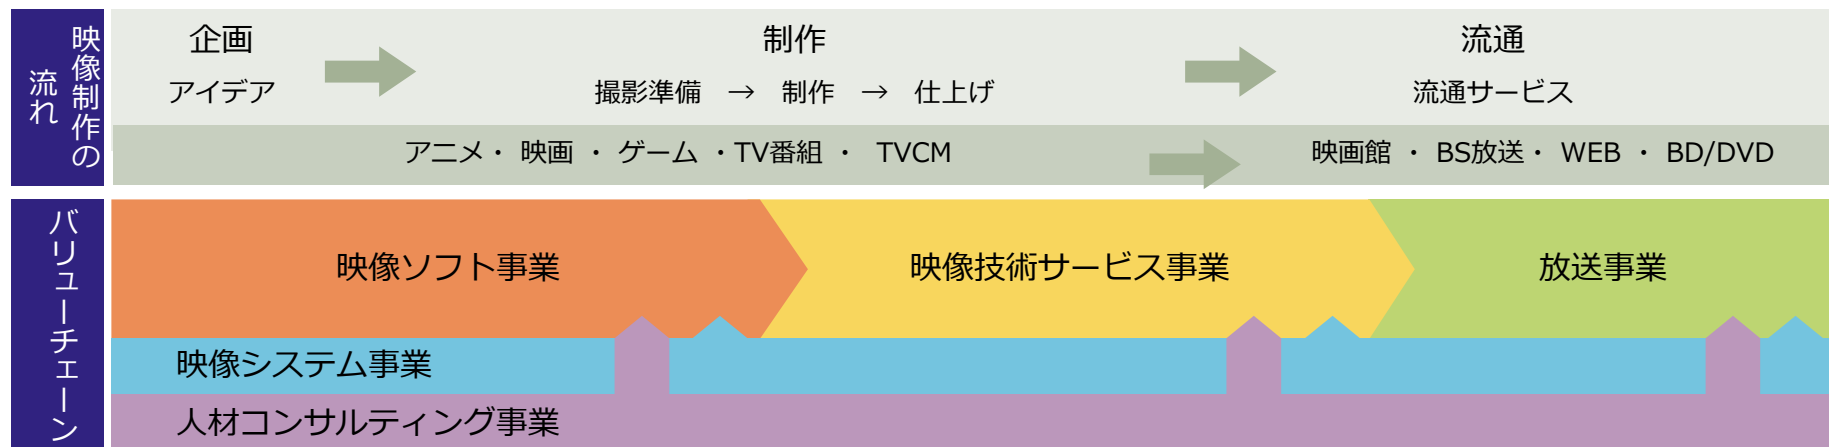 映像制作の
流れ
企画
制作
流通
アイデア
撮影準備 → 制作 → 仕上げ
流通サービス
アニメ・ 映画 ・ ゲーム ・TV番組 ・ TVCM
映画館 ・ BS放送・ WEB ・ BD/DVD
バリューチェーン
映像ソフト事業
映像技術サービス事業
放送事業
映像システム事業
人材コンサルティング事業